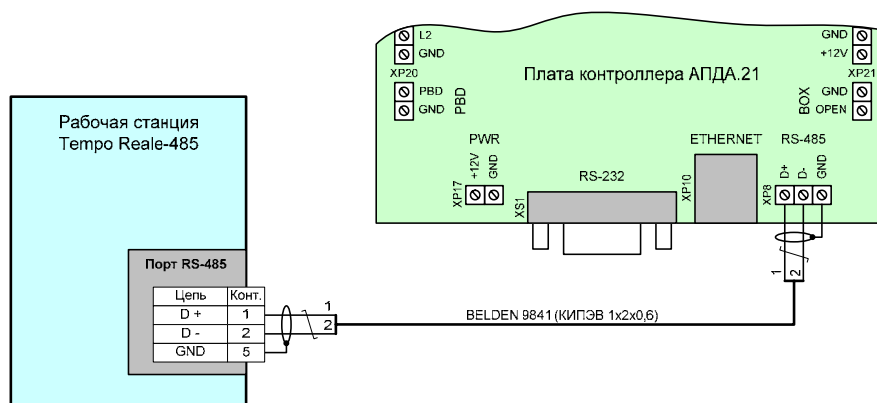 L2
GND
XP20
PBD
GND
PBD
Плата контроллера АПДА.21
GND
+12V
XP21
GND
OPEN
BOX
Рабочая станция
Tempo Reale-485
PWR
+12V
GND
XP17
RS-232
XS1
ETHERNET
XP10
RS-485
D+
D-
GND
XP8
1
2
Порт RS-485
Цепь Конт.
D + 1
D - 2
GND 5
1
2
BELDEN 9841 (КИПЭВ 1x2x0,6)